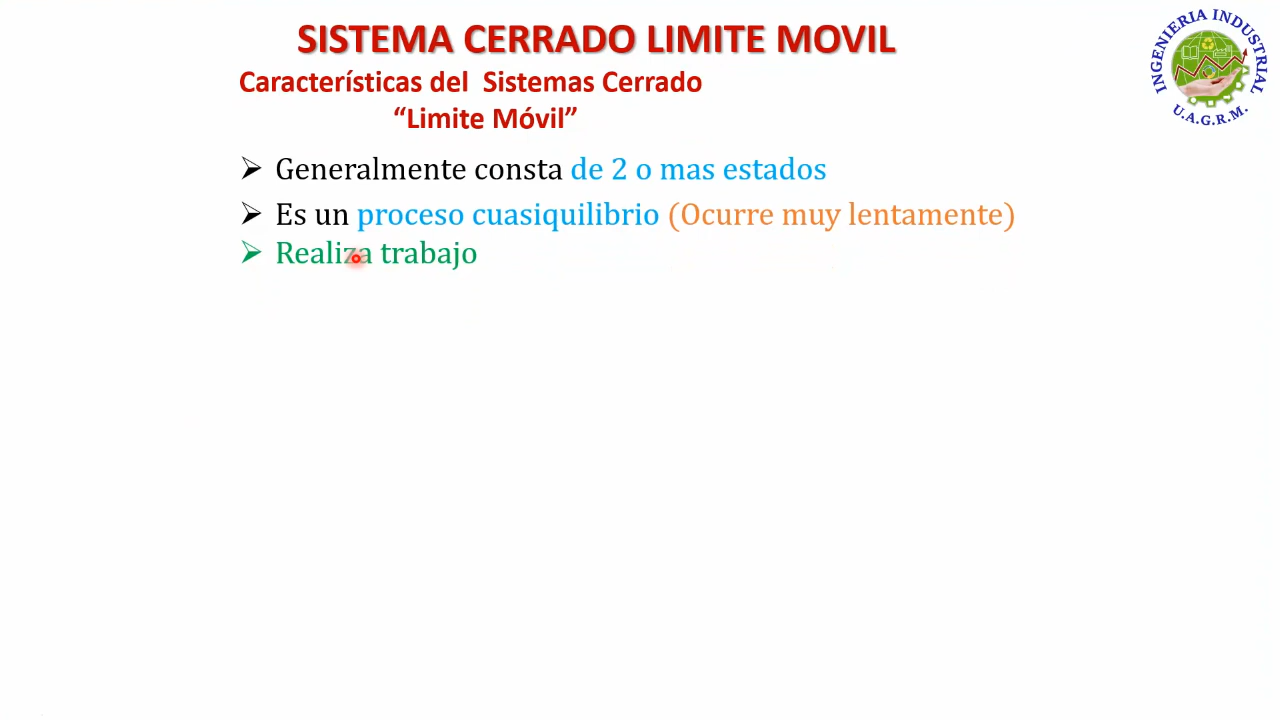 SISTEMA CERRADO LIMITE MOVIL
Características del Sistemas Cerrado
“Limite Móvil”
Generalmente consta de 2 o mas estados
Es un proceso cuasiquilibrio (Ocurre muy lentamente)
Realiza trabajo
INGENIERIA INDUSTRIAL
U.A.G.R.M.